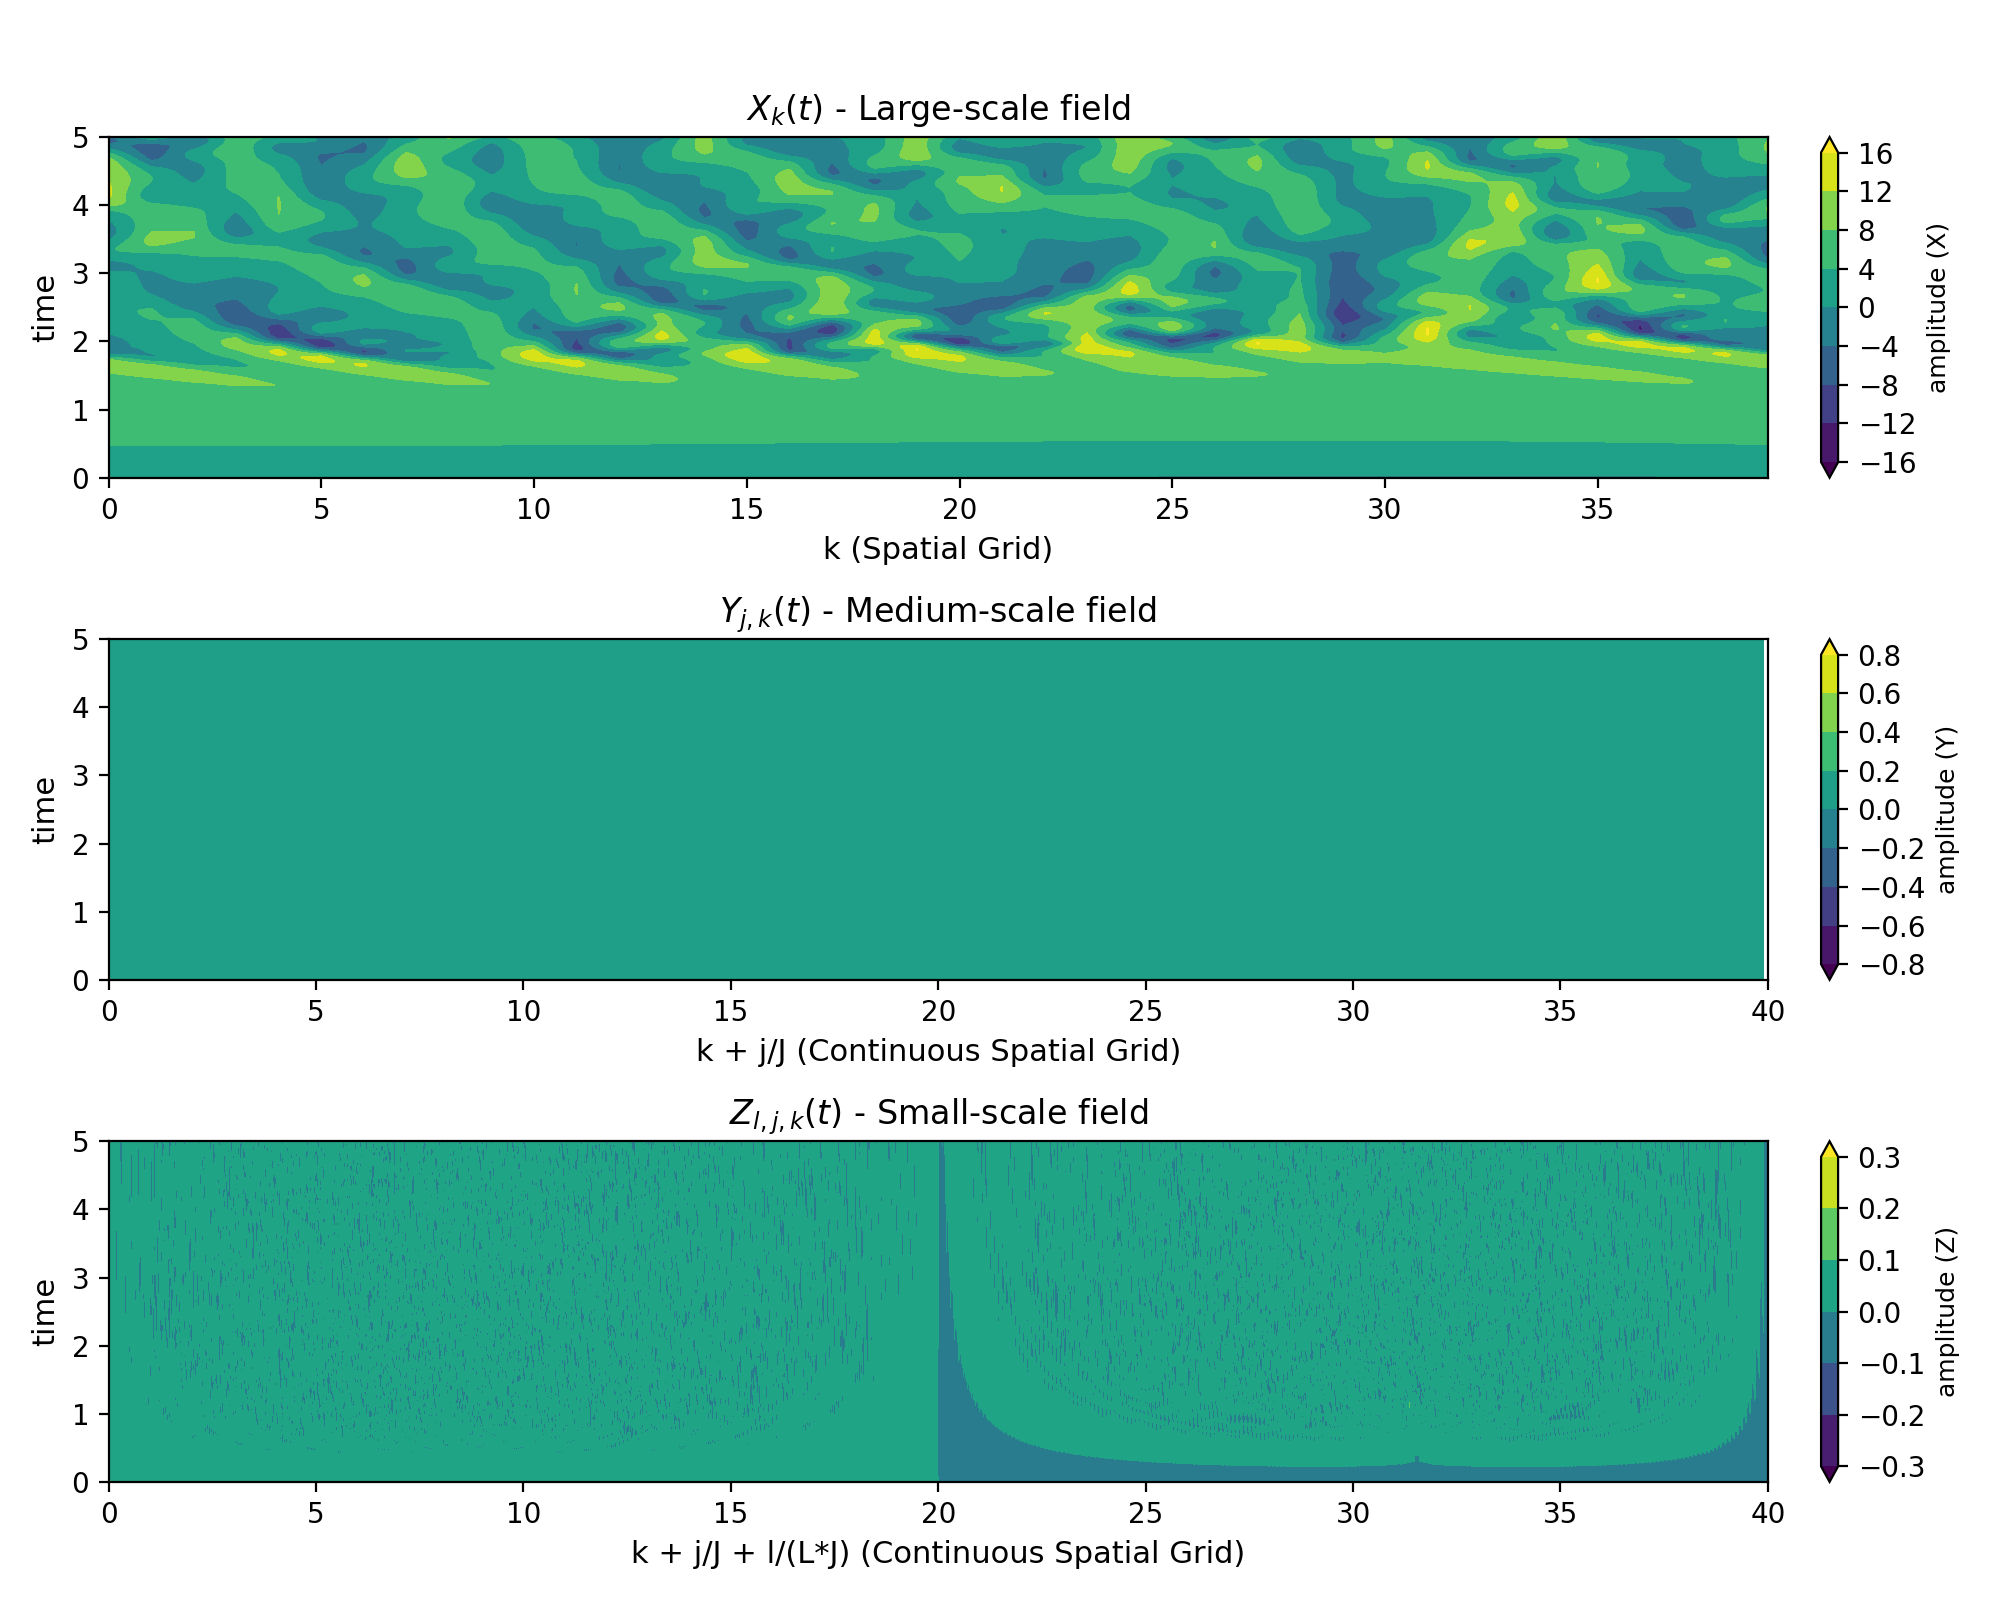 X_k(t) - Large-scale field
5
4
3
2
1
0
time
0 5 10 15 20 25 30 35
k (Spatial Grid)
16
12
8
4
0
−4
−8
−12
−16
amplitude (X)
Y_{j,k}(t) - Medium-scale field
5
4
3
2
1
0
time
0 5 10 15 20 25 30 35 40
k + j/J (Continuous Spatial Grid)
0.8
0.6
0.4
0.2
0.0
−0.2
−0.4
−0.6
−0.8
amplitude (Y)
Z_{l,j,k}(t) - Small-scale field
5
4
3
2
1
0
time
0 5 10 15 20 25 30 35 40
k + j/J + l/(L*J) (Continuous Spatial Grid)
0.3
0.2
0.1
0.0
−0.1
−0.2
−0.3
amplitude (Z)